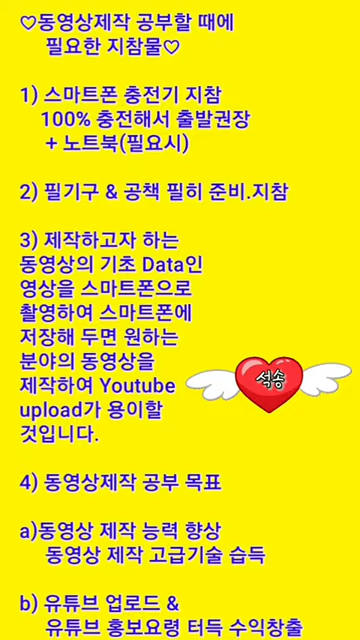 ♡동영상제작 공부할 때에
필요한 지참물♡
1) 스마트폰 충전기 지참
100% 충전해서 출발권장
+ 노트북(필요시)
2) 필기구 & 공책 필히 준비.지참
3) 제작하고자 하는
동영상의 기초 Data인
영상을 스마트폰으로
촬영하여 스마트폰에
저장해 두면 원하는
분야의 동영상을
제작하여 Youtube
upload가 용이할
것입니다.
석송
4) 동영상제작 공부 목표
a)동영상 제작 능력 향상
동영상 제작 고급기술 습득
b) 유튜브 업로드 &
유튜브 홍보요령 터득 수익창출